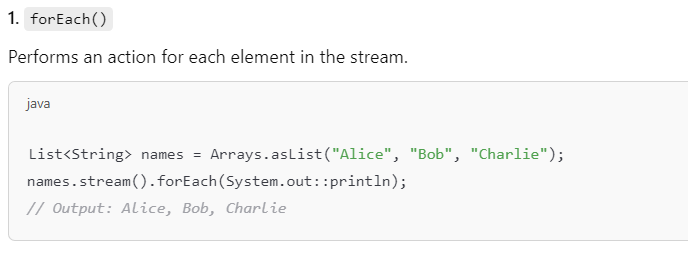 1. forEach()
Performs an action for each element in the stream.
java
List<String> names = Arrays.asList("Alice", "Bob", "Charlie");
names.stream().forEach(System.out::println);
// Output: Alice, Bob, Charlie